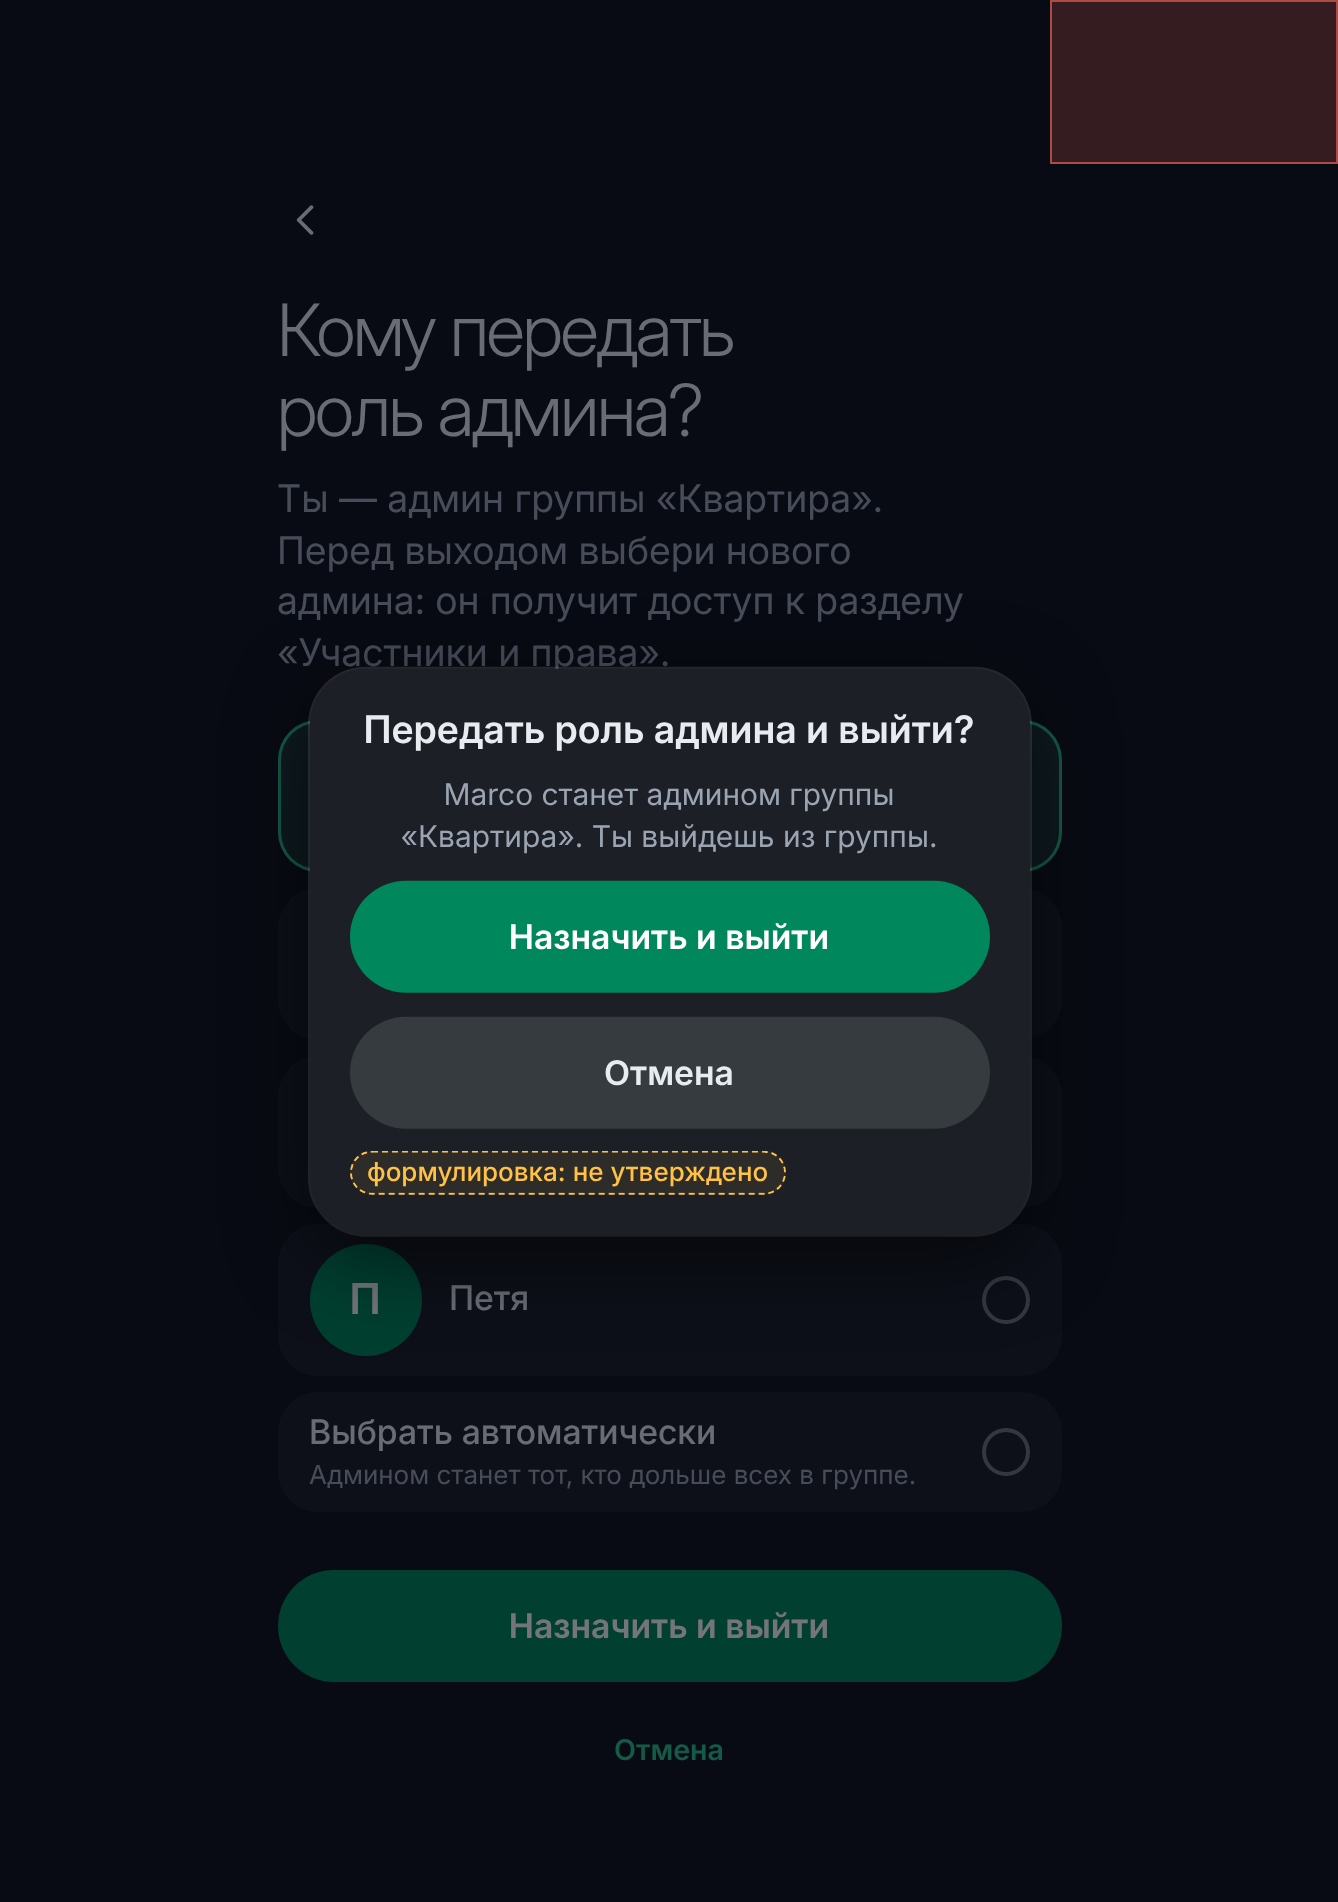 Кому передать
роль админа?
Ты — админ группы «Квартира».
Перед выходом выбери нового
админа: он получит доступ к разделу
«Участники и права».
Передать роль админа и выйти?
Marco станет админом группы
«Квартира». Ты выйдешь из группы.
Назначить и выйти
Отмена
формулировка: не утверждено
П
Петя
Выбрать автоматически
Админом станет тот, кто дольше всех в группе.
Назначить и выйти
Отмена